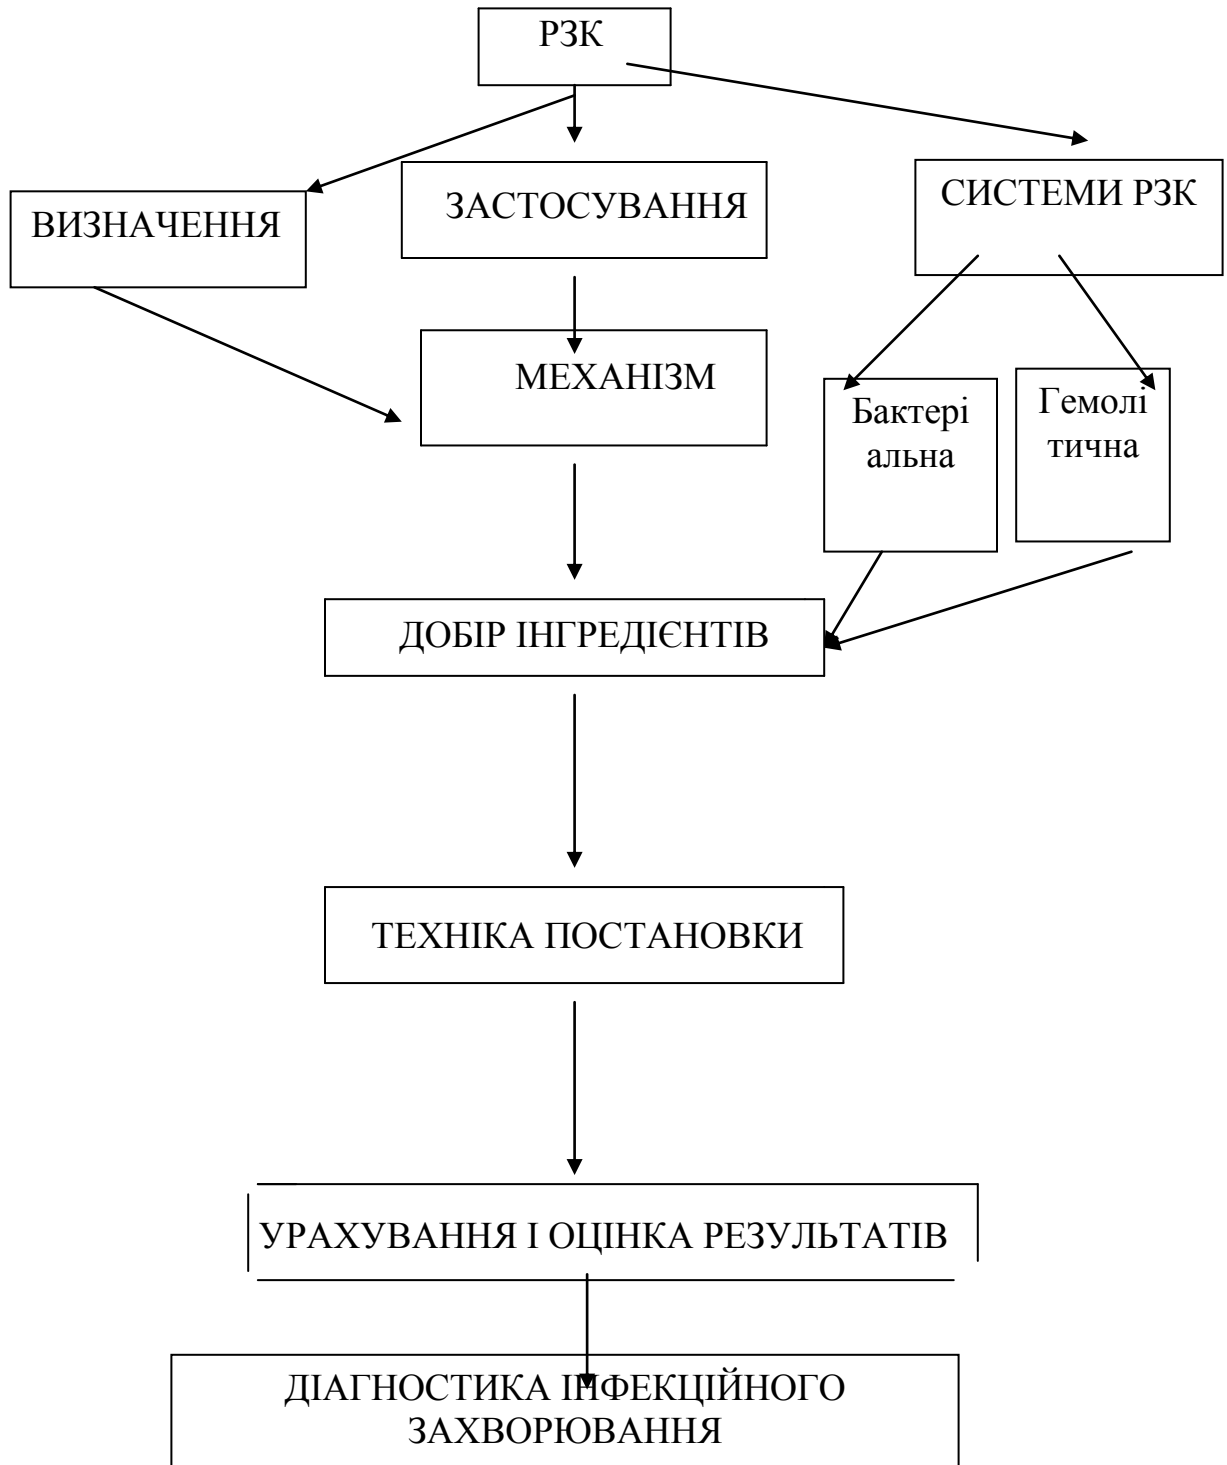 РЗК
ЗАСТОСУВАННЯ
СИСТЕМИ РЗК
ВИЗНАЧЕННЯ
МЕХАНІЗМ
Бактері
альна
Гемолі
тична
ДОБІР ІНГРЕДІЄНТІВ
ТЕХНІКА ПОСТАНОВКИ
УРАХУВАННЯ І ОЦІНКА РЕЗУЛЬТАТІВ
ДІАГНОСТИКА ІНФЕКЦІЙНОГО
ЗАХВОРЮВАННЯ